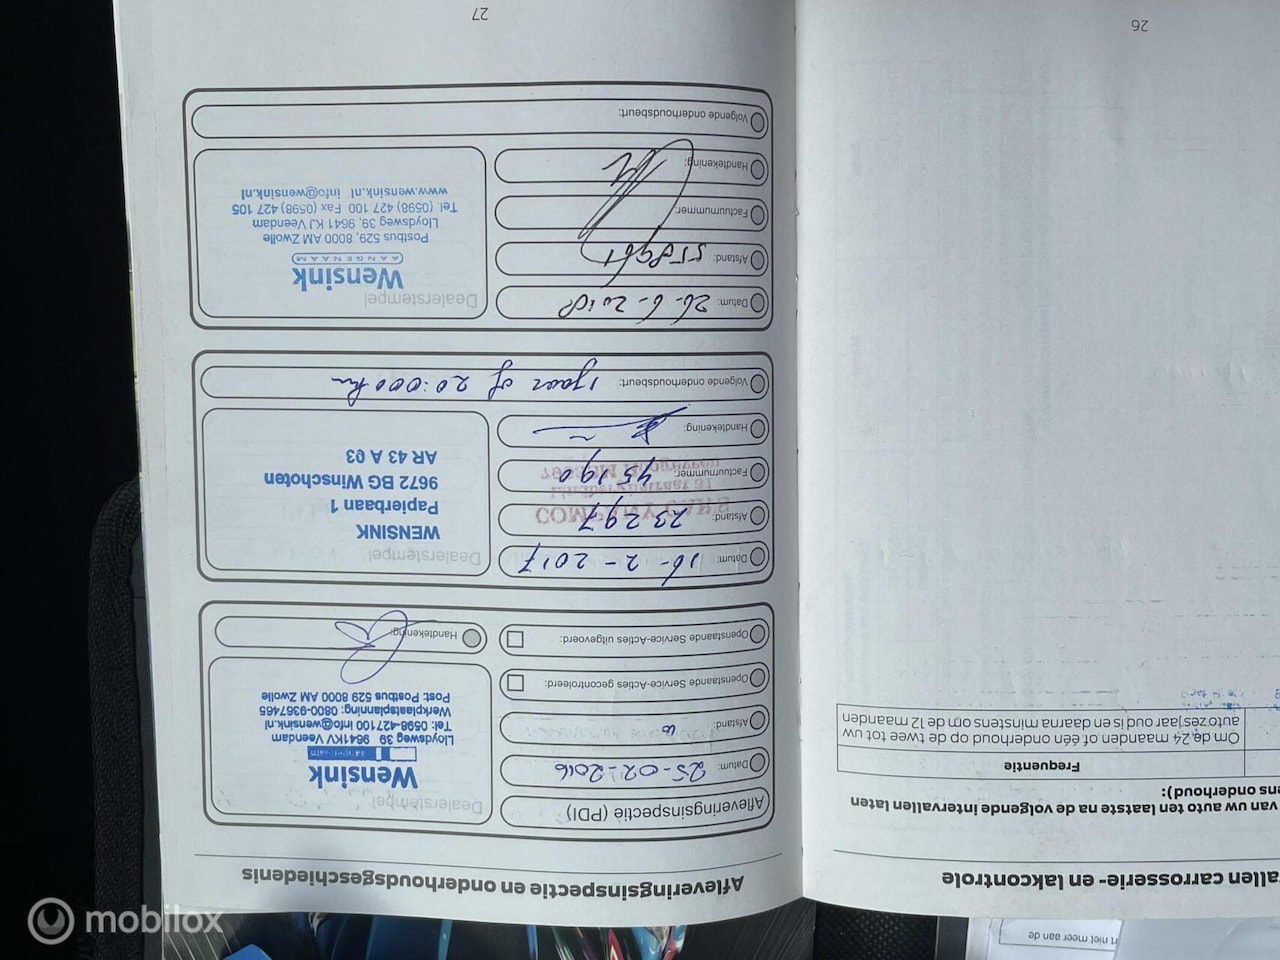 Afleveringsinspectie en onderhoudsgeschiedenis
Afleveringsinspectie (PDI)
Datum: 25-02-2016
Afstand: 6
Openstaande Service-Acties gecontroleerd:
Openstaande Service-Acties uitgevoerd:
Dealerstempel
Wensink
Lloydsweg 39 9641KV Veendam
Tel: 0598-427100 info@wensink.nl
Werkplaatsplanning: 0800-9367465
Post: Postbus 529 8000 AM Zwolle
Handtekening:
Datum: 16-2-2017
Afstand: 23297
Factuurnummer: 45190
Handtekening:
Dealerstempel
WENSINK
Papierbaan 1
9672 BG Winschoten
AR 43 A 03
Volgende onderhoudsbeurt: 1 jaar of 20.000 km
Datum: 26-6-2018
Afstand:
Factuurnummer:
Handtekening:
Dealerstempel
Wensink
AANGENAAM
Postbus 529, 8000 AM Zwolle
Lloydsweg 39, 9641 KJ Veendam
Tel. (0598) 427 100 Fax (0598) 427 105
www.wensink.nl info@wensink.nl
Volgende onderhoudsbeurt:
27
allen carrosserie- en lakcontrole
van uw auto ten laatste na de volgende intervallen laten
ens onderhoud):
Frequentie
Om de 24 maanden of één onderhoud op de twee tot uw
auto zes jaar oud is en daarna minstens om de 12 maanden
26
rt niet meer aan de
mobilox